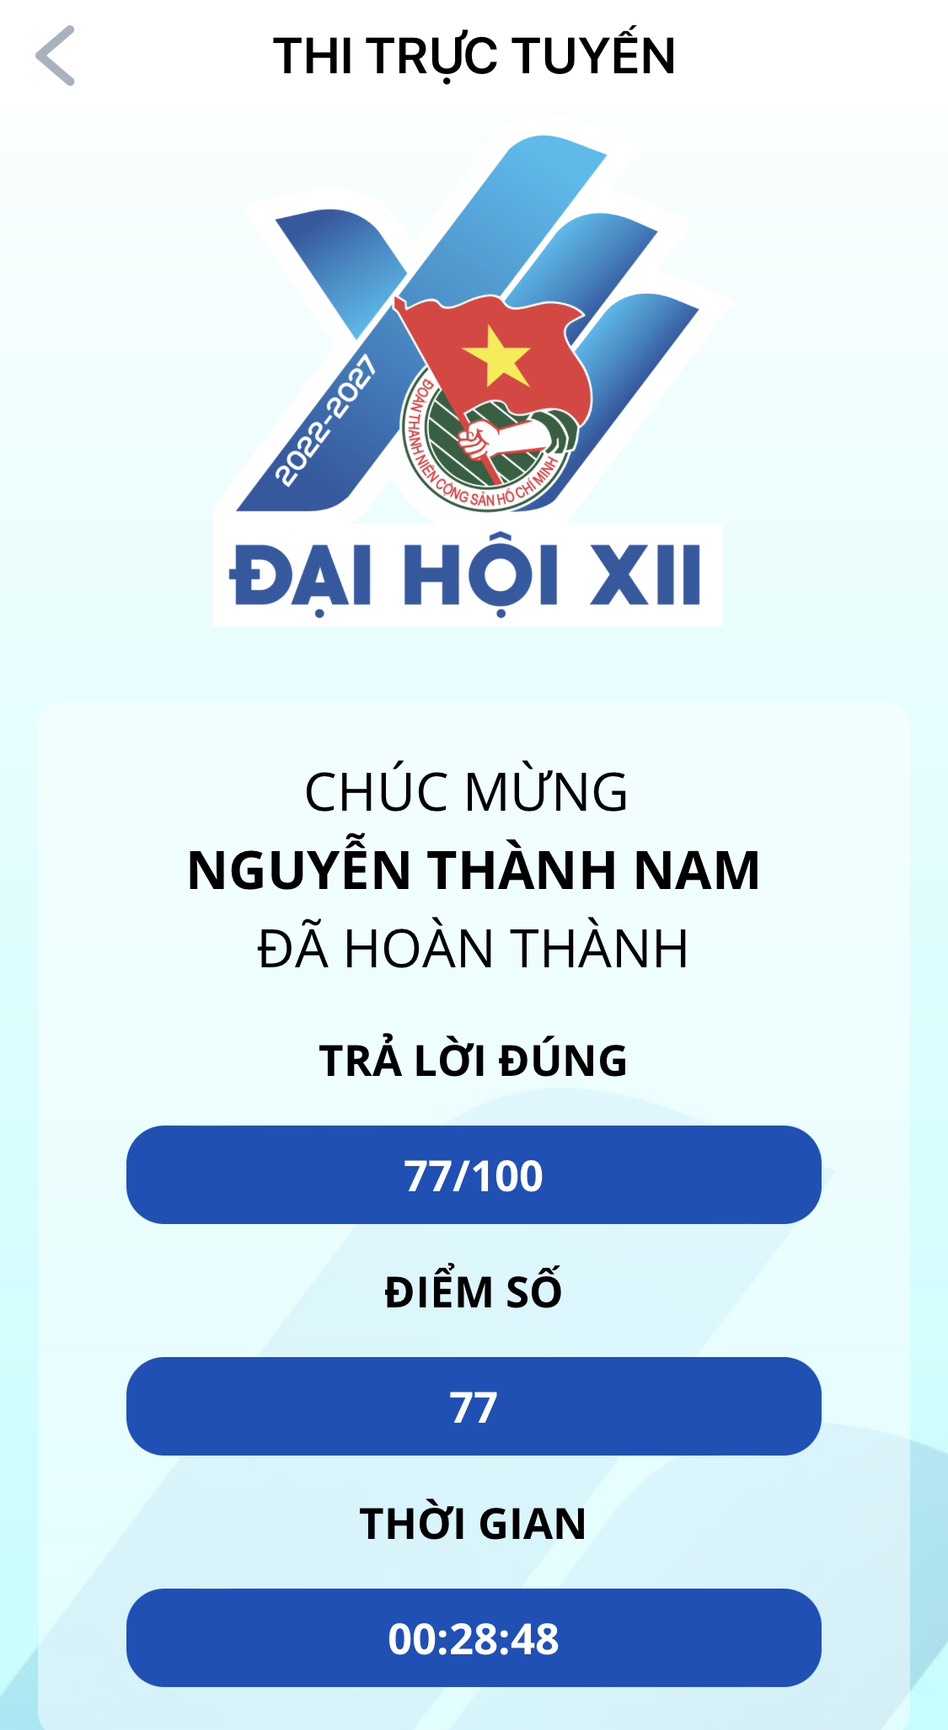 THI TRỰC TUYẾN
2022-2027
ĐOÀN THANH NIÊN CỘNG SẢN HỒ CHÍ MINH
ĐẠI HỘI XII
CHÚC MỪNG
NGUYỄN THÀNH NAM
ĐÃ HOÀN THÀNH
TRẢ LỜI ĐÚNG
77/100
ĐIỂM SỐ
77
THỜI GIAN
00:28:48